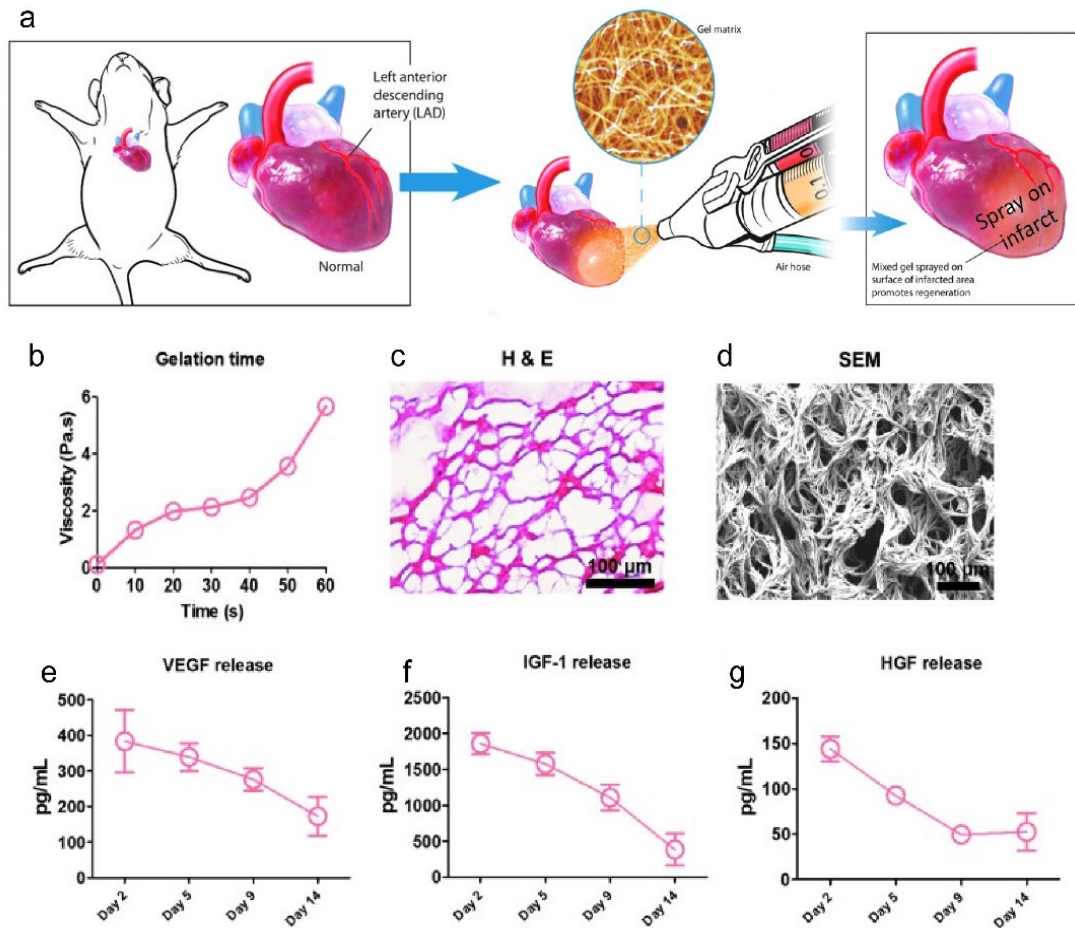 a
Left anterior
descending
artery (LAD)
Normal
Gel matrix
0.1
Air hose
Spray on
infarct
Mixed gel sprayed on
surface of infarcted area
promotes regeneration
b
Gelation time
Viscosity (Pa.s)
6
4
2
0
0 10 20 30 40 50 60
Time (s)
c
H & E
100 µm
d
SEM
100 µm
e
VEGF release
pg/mL
500
400
300
200
100
0
Day 2 Day 5 Day 9 Day 14
f
IGF-1 release
pg/mL
2500
2000
1500
1000
500
0
Day 2 Day 5 Day 9 Day 14
g
HGF release
pg/mL
200
150
100
50
0
Day 2 Day 5 Day 9 Day 14